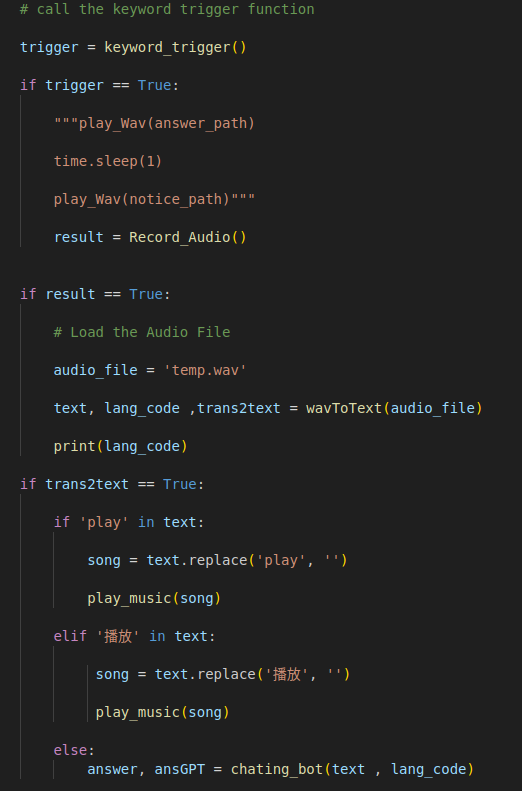 # call the keyword trigger function
trigger = keyword_trigger()
if trigger == True:
"""play_Wav(answer_path)
time.sleep(1)
play_Wav(notice_path)"""
result = Record_Audio()
if result == True:
# Load the Audio File
audio_file = 'temp.wav'
text, lang_code ,trans2text = wavToText(audio_file)
print(lang_code)
if trans2text == True:
if 'play' in text:
song = text.replace('play', '')
play_music(song)
elif '播放' in text:
song = text.replace('播放', '')
play_music(song)
else:
answer, ansGPT = chating_bot(text , lang_code)